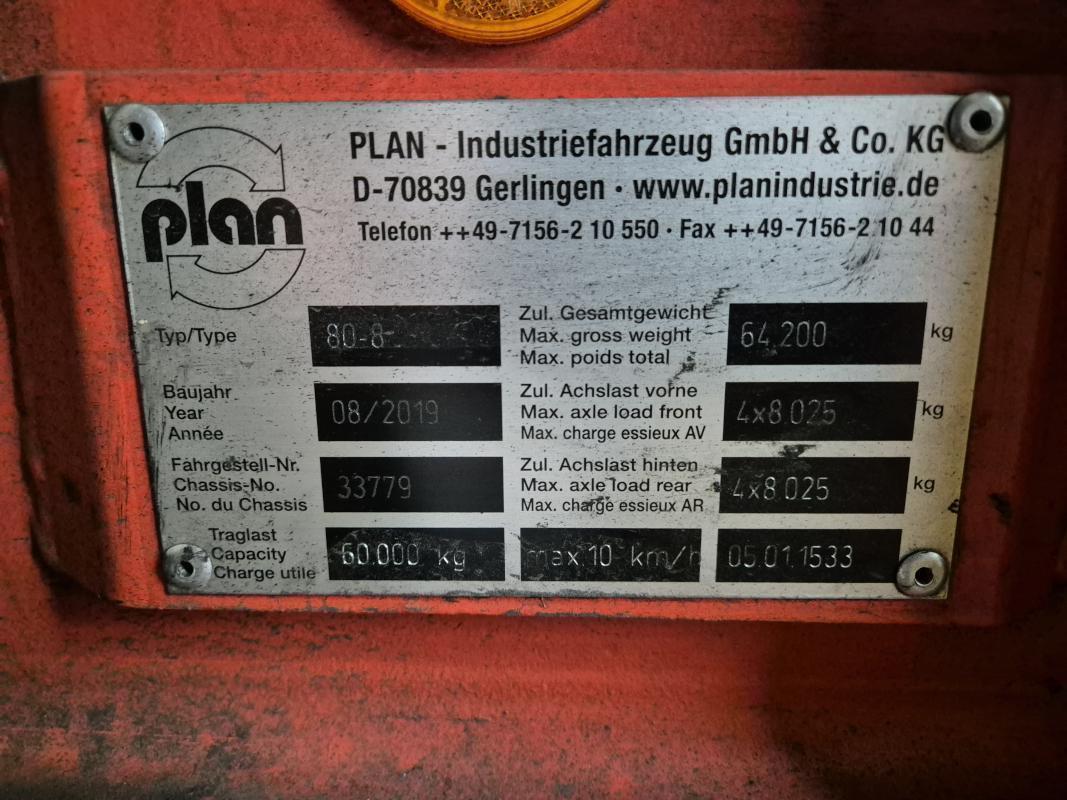 plan
PLAN - Industriefahrzeug GmbH & Co. KG
D-70839 Gerlingen · www.planindustrie.de
Telefon ++49-7156-2 10 550 · Fax ++49-7156-2 10 44
Typ/Type 80-8-
Zul. Gesamtgewicht
Max. gross weight
Max. poids total
64.200 kg
Baujahr
Year
Année
08/2019
Zul. Achslast vorne
Max. axle load front
Max. charge essieux AV
4x8.025 kg
Fahrgestell-Nr.
Chassis-No.
No. du Chassis
33779
Zul. Achslast hinten
Max. axle load rear
Max. charge essieux AR
4x8.025 kg
Traglast
Capacity
Charge utile
60.000 kg
max 10 km/h
05.01.1533